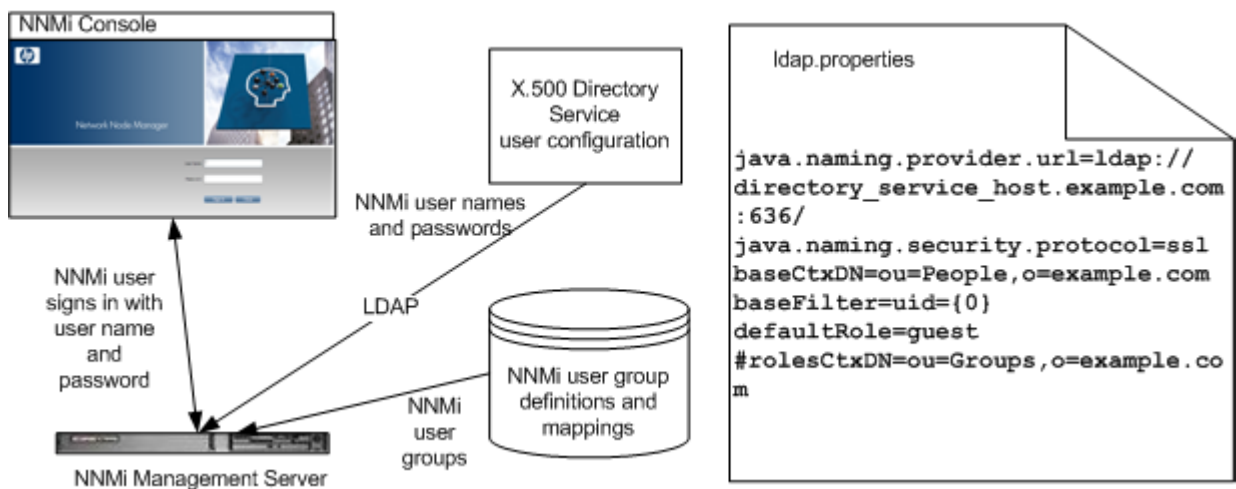 NNMi Console
hp
Network Node Manager
NNMi user
signs in with
user name
and
password
NNMi Management Server
X.500 Directory
Service
user configuration
NNMi user names
and passwords
LDAP
NNMi user group
definitions and
mappings
NNMi
user
groups
ldap.properties
java.naming.provider.url=ldap://
directory_service_host.example.com
:636/
java.naming.security.protocol=ssl
baseCtxDN=ou=People,o=example.com
baseFilter=uid={0}
defaultRole=guest
#rolesCtxDN=ou=Groups,o=example.co
m